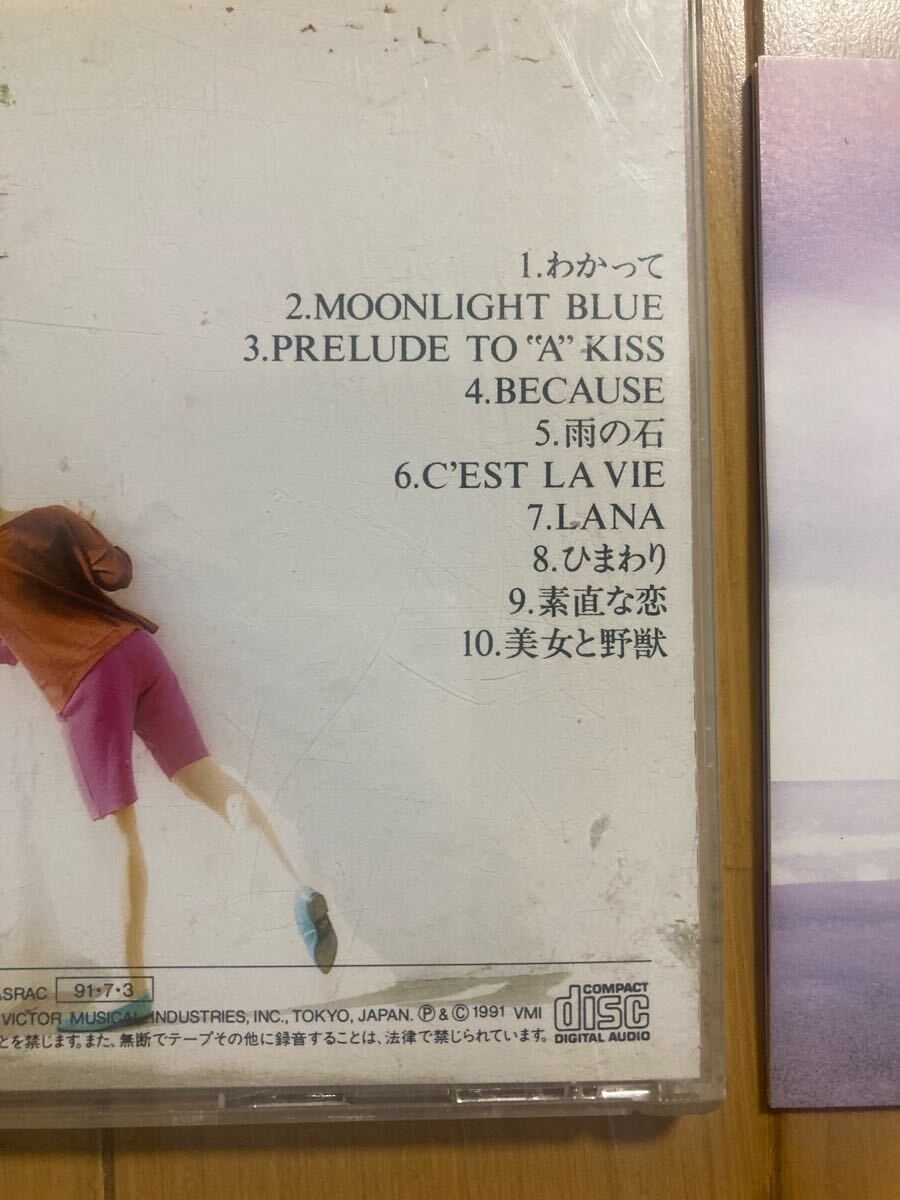 1.わかって
2.MOONLIGHT BLUE
3.PRELUDE TO "A" KISS
4.BECAUSE
5.雨の石
6.C'EST LA VIE
7.LANA
8.ひまわり
9.素直な恋
10.美女と野獣
ASRAC 91・7・3
VICTOR MUSICAL INDUSTRIES, INC., TOKYO, JAPAN. Ⓟ & Ⓒ 1991 VMI
とを禁じます。また、無断でテープその他に録音することは、法律で禁じられています。
COMPACT
disc
DIGITAL AUDIO